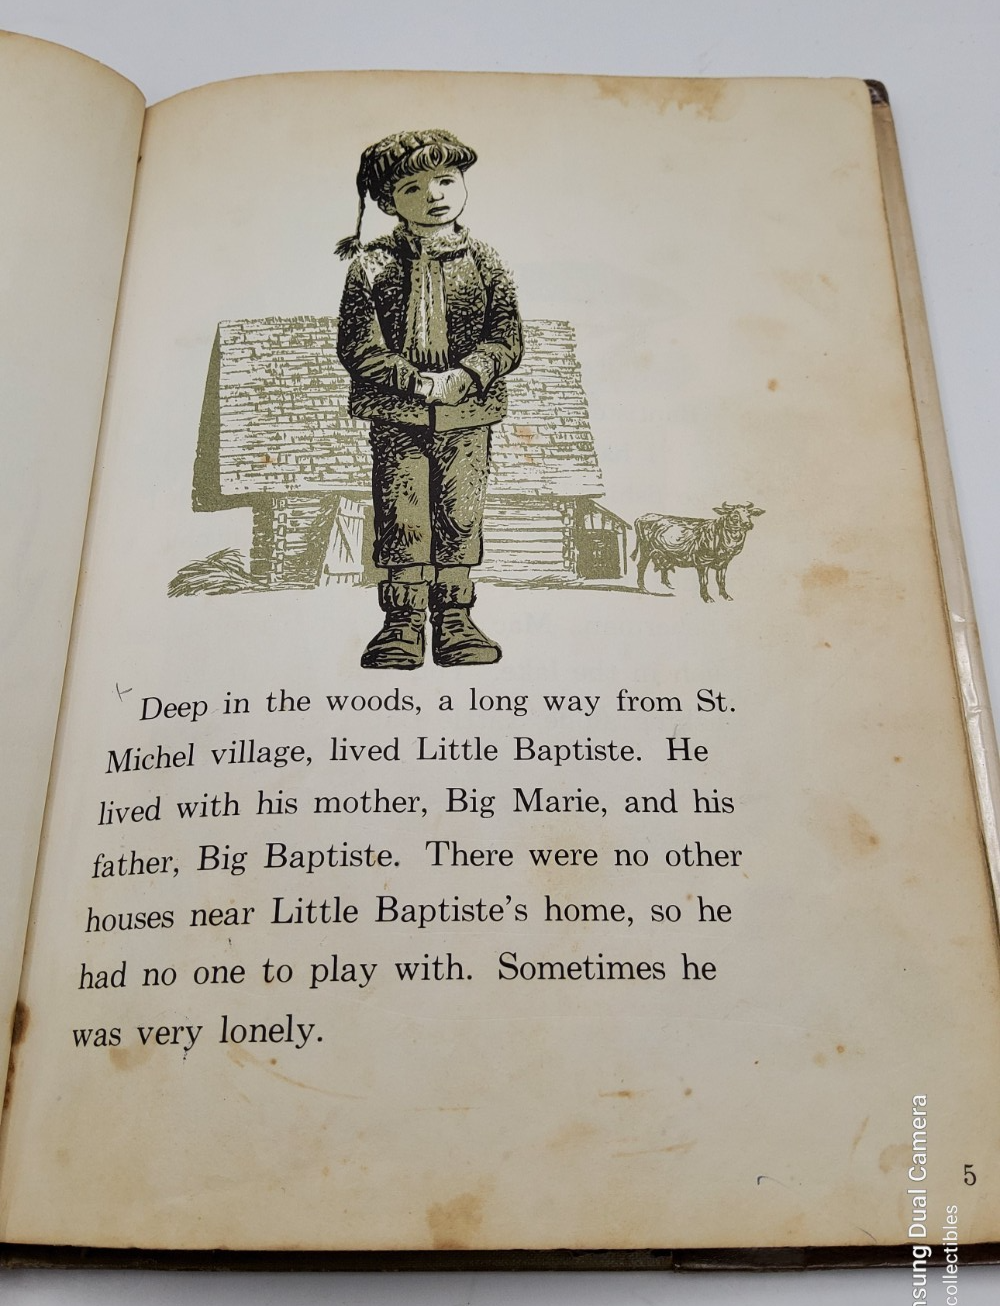 Deep in the woods, a long way from St.
Michel village, lived Little Baptiste. He
lived with his mother, Big Marie, and his
father, Big Baptiste. There were no other
houses near Little Baptiste's home, so he
had no one to play with. Sometimes he
was very lonely.
5
Dual Camera
collectibles